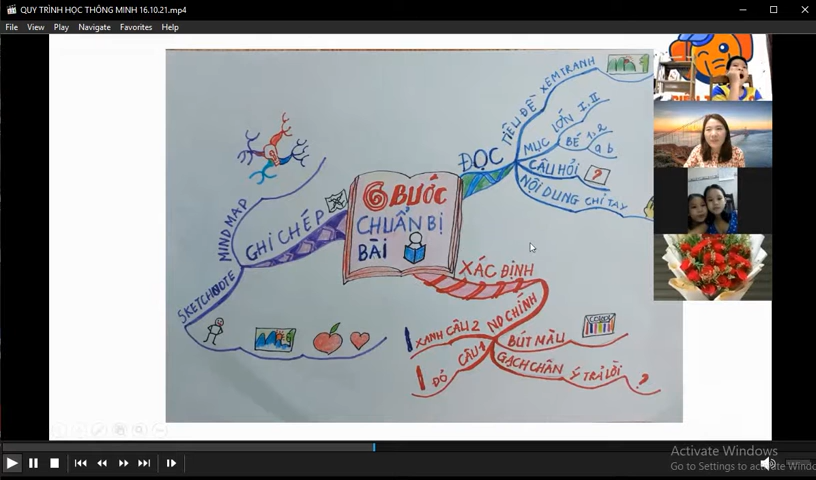 QUY TRÌNH HỌC THÔNG MINH 16.10.21.mp4
File View Play Navigate Favorites Help
6 BƯỚC
CHUẨN BỊ
BÀI
ĐỌC
TIÊU ĐỀ XEM TRANH
MỤC LỚN I, II
BÉ 1, 2
a b
CÂU HỎI ?
NỘI DUNG CHỈ TAY
XÁC ĐỊNH
ND CHÍNH
BÚT MÀU
COLOR
GẠCH CHÂN Ý TRẢ LỜI ?
CÂU 1 ĐỎ
XANH CÂU 2
GHI CHÉP
MIND MAP
SKETCHNOTE
Activate Windows
Go to Settings to activate Windo